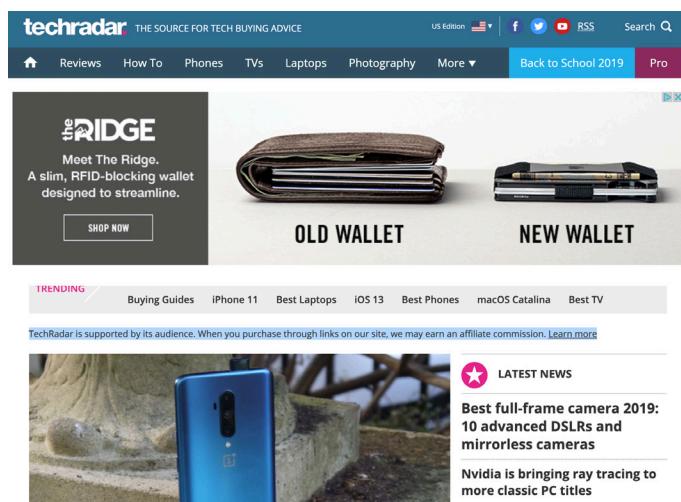 techradar. THE SOURCE FOR TECH BUYING ADVICE
US Edition
RSS
Search
Reviews How To Phones TVs Laptops Photography More Back to School 2019 Pro
the RIDGE
Meet The Ridge.
A slim, RFID-blocking wallet
designed to streamline.
SHOP NOW
OLD WALLET
NEW WALLET
TRENDING
Buying Guides iPhone 11 Best Laptops iOS 13 Best Phones macOS Catalina Best TV
TechRadar is supported by its audience. When you purchase through links on our site, we may earn an affiliate commission. Learn more
LATEST NEWS
Best full-frame camera 2019:
10 advanced DSLRs and
mirrorless cameras
Nvidia is bringing ray tracing to
more classic PC titles